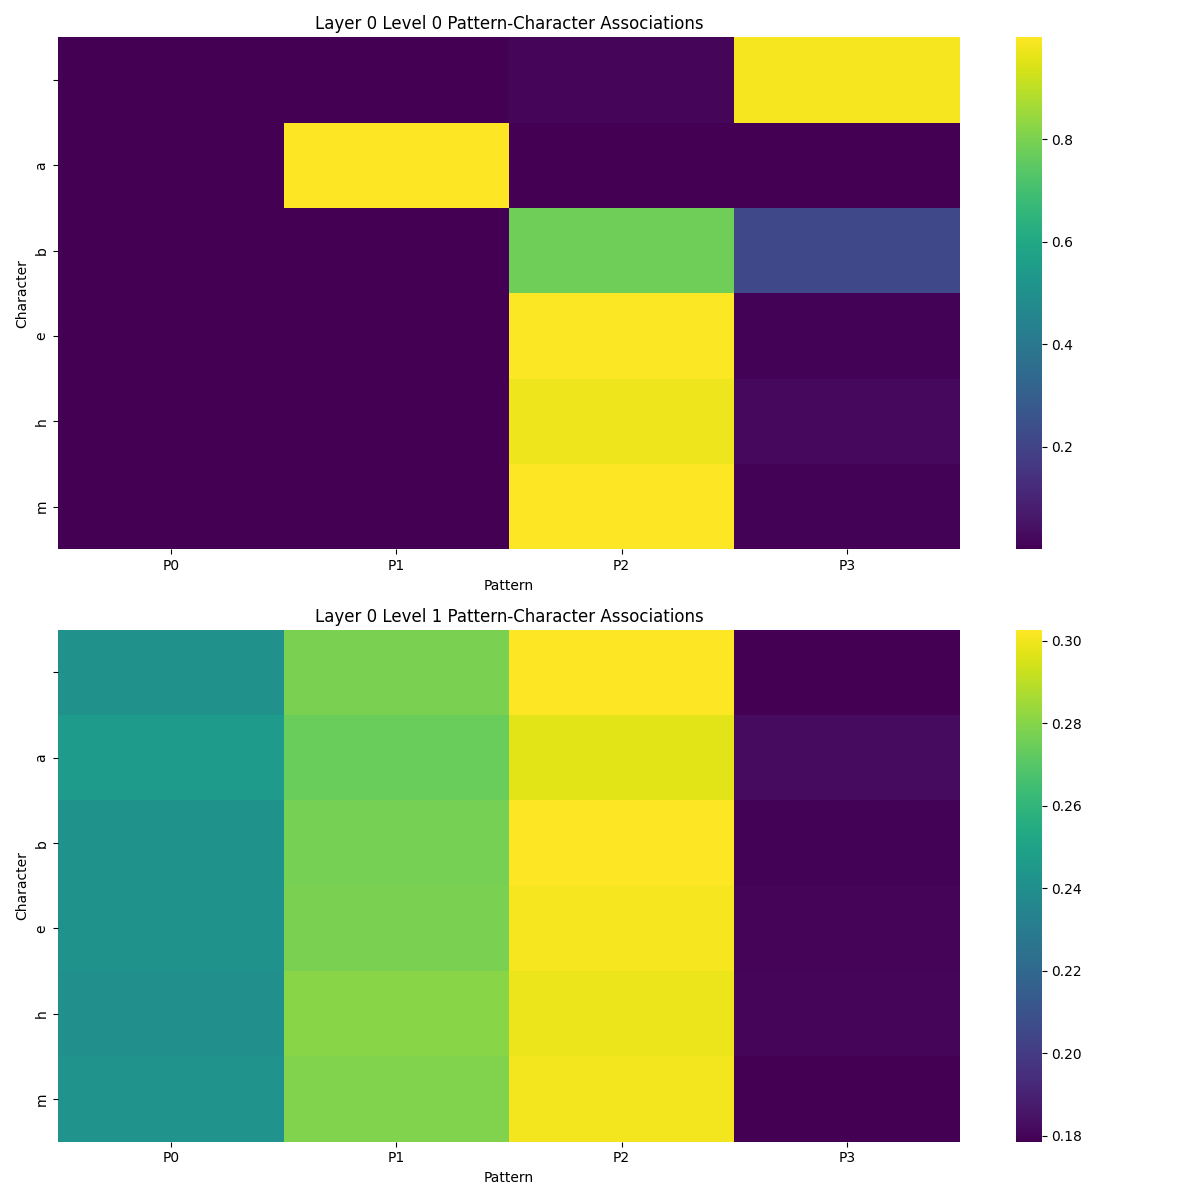 Layer 0 Level 0 Pattern-Character Associations
Character
a
b
e
h
m
P0 P1 P2 P3
Pattern
0.8
0.6
0.4
0.2
Layer 0 Level 1 Pattern-Character Associations
Character
a
b
e
h
m
P0 P1 P2 P3
Pattern
0.30
0.28
0.26
0.24
0.22
0.20
0.18